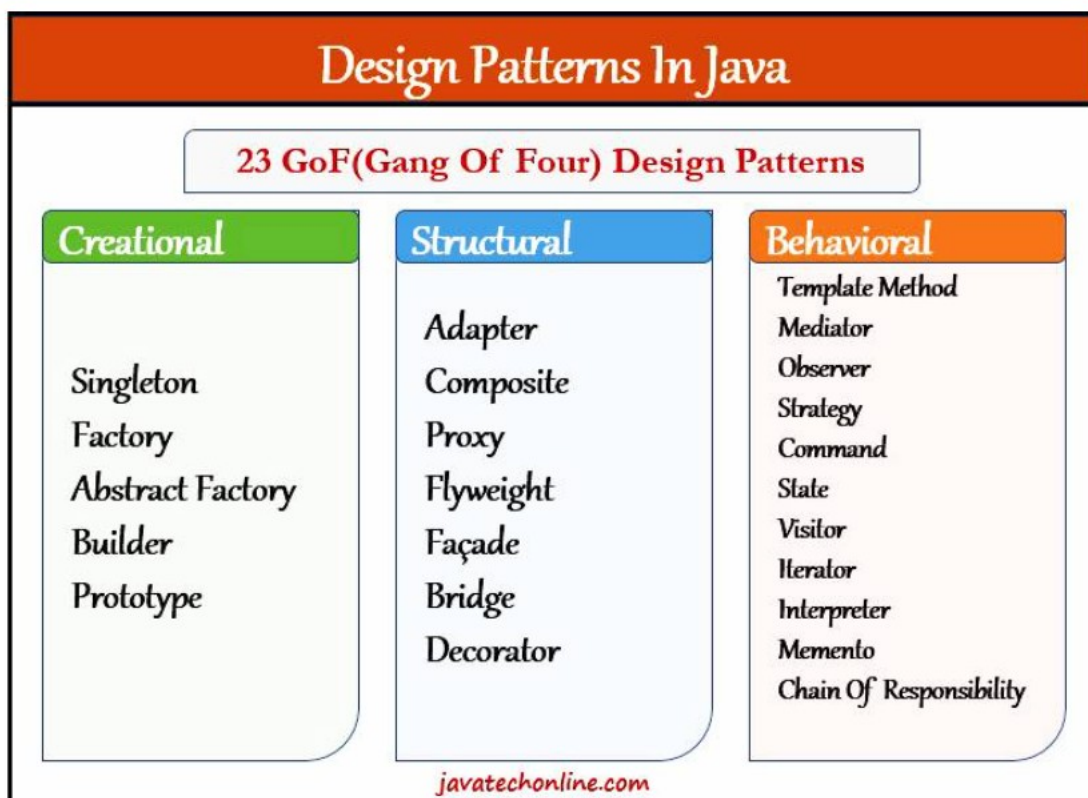 Design Patterns In Java
23 GoF(Gang Of Four) Design Patterns
Creational
Singleton
Factory
Abstract Factory
Builder
Prototype
Structural
Adapter
Composite
Proxy
Flyweight
Façade
Bridge
Decorator
Behavioral
Template Method
Mediator
Observer
Strategy
Command
State
Visitor
Iterator
Interpreter
Memento
Chain Of Responsibility
javatechonline.com